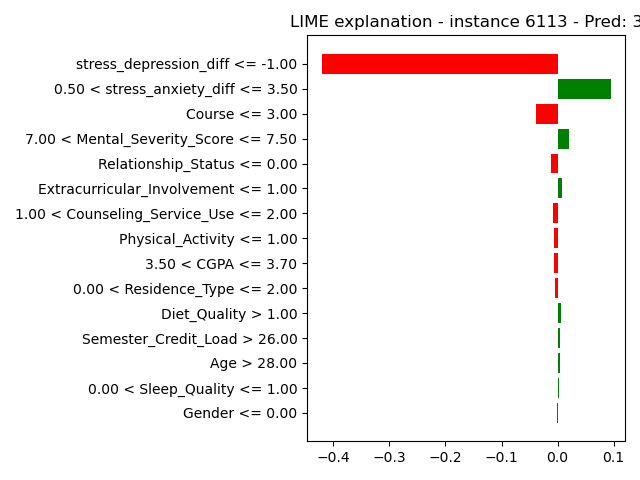 LIME explanation - instance 6113 - Pred: 3
stress_depression_diff <= -1.00
0.50 < stress_anxiety_diff <= 3.50
Course <= 3.00
7.00 < Mental_Severity_Score <= 7.50
Relationship_Status <= 0.00
Extracurricular_Involvement <= 1.00
1.00 < Counseling_Service_Use <= 2.00
Physical_Activity <= 1.00
3.50 < CGPA <= 3.70
0.00 < Residence_Type <= 2.00
Diet_Quality > 1.00
Semester_Credit_Load > 26.00
Age > 28.00
0.00 < Sleep_Quality <= 1.00
Gender <= 0.00
−0.4 −0.3 −0.2 −0.1 0.0 0.1